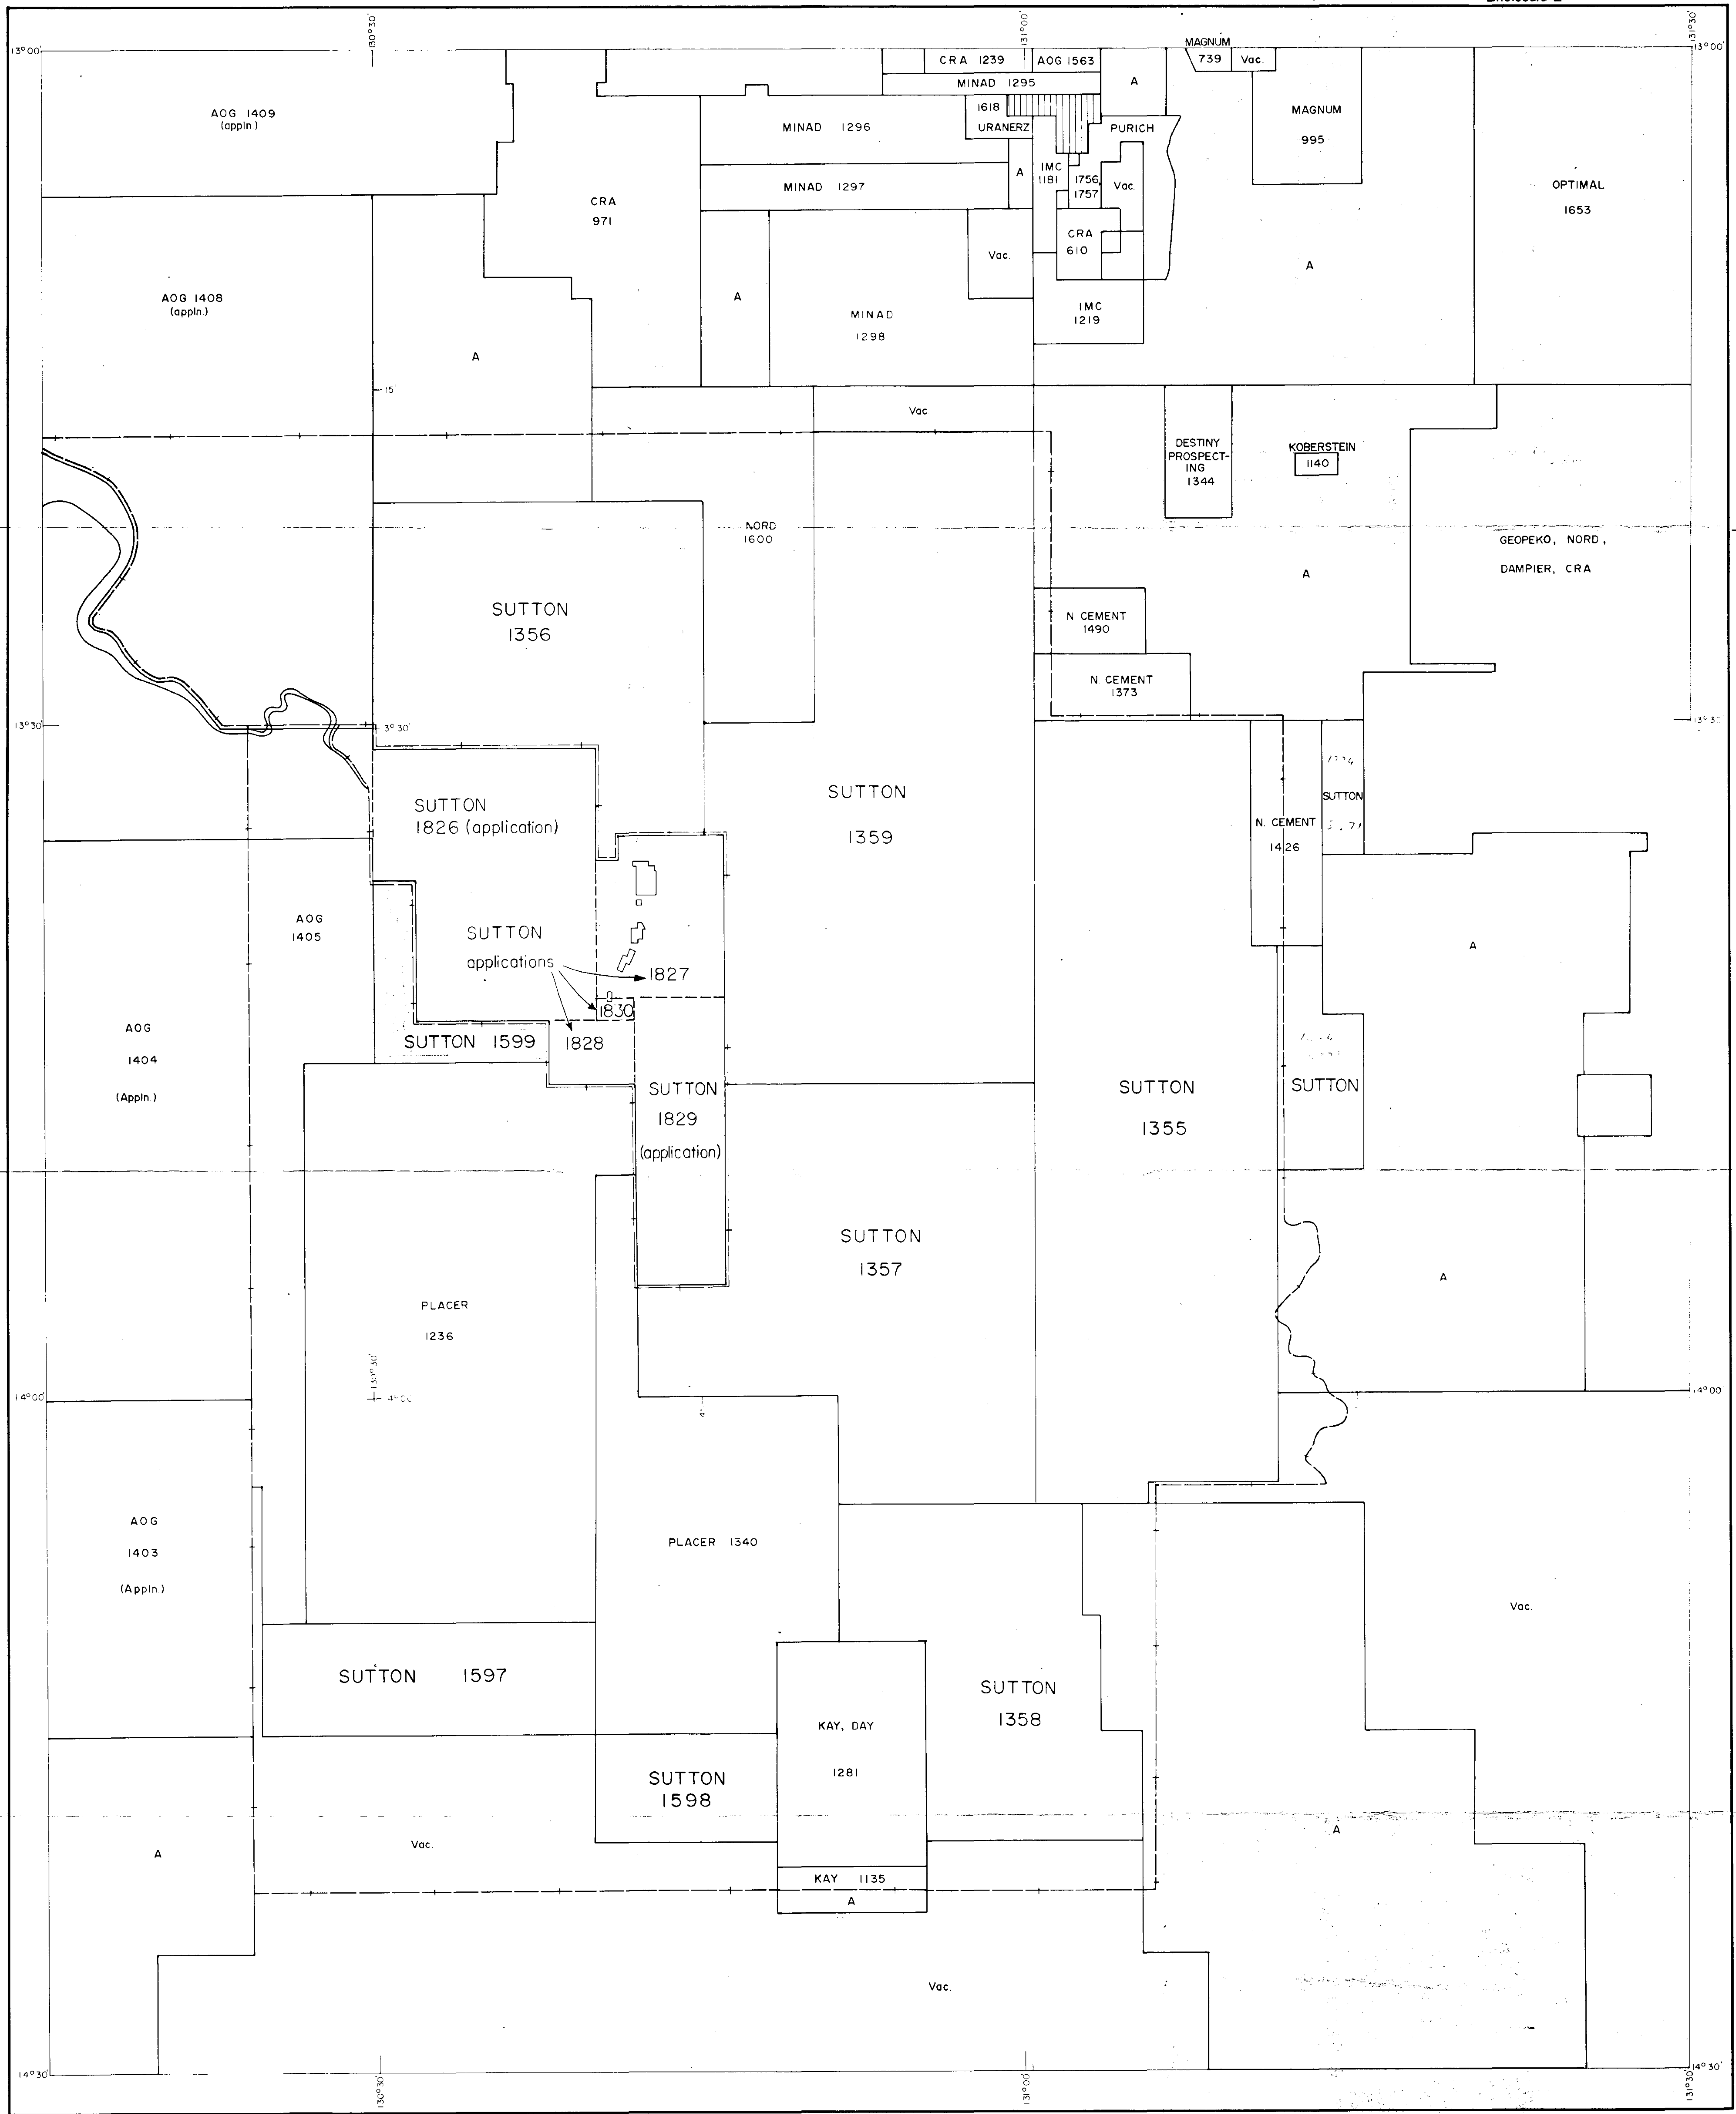 130°30'
131°00'
131°30'
13°00'
13°00'
MAGNUM
739
Vac.
CRA 1239
AOG 1563
MINAD 1295
A
AOG 1409
(appln)
MINAD 1296
1618
URANERZ
PURICH
MAGNUM
995
MINAD 1297
A
IMC
1181
1756,
1757
Vac.
OPTIMAL
1653
CRA
971
CRA
610
Vac.
A
AOG 1408
(appln.)
A
MINAD
1298
IMC
1219
A
15'
Vac
DESTINY
PROSPECT-
ING
1344
KOBERSTEIN
1140
NORD
1600
GEOPEKO, NORD,
DAMPIER, CRA
A
SUTTON
1356
N CEMENT
1490
N. CEMENT
1373
13°30'
13°30'
13°30'
SUTTON
1826 (application)
SUTTON
1359
SUTTON
N. CEMENT
1426
AOG
1405
SUTTON
applications
1827
A
1830
AOG
1404
(Appln.)
SUTTON 1599
1828
SUTTON
1829
(application)
SUTTON
1355
SUTTON
SUTTON
1357
A
PLACER
1236
130°30'
14°00'
14°00'
AOG
1403
(Appln)
PLACER 1340
Vac.
SUTTON 1597
SUTTON
1358
KAY, DAY
1281
SUTTON
1598
A
Vac.
A
KAY 1135
A
Vac.
14°30'
14°30'
130°30'
131°00'
131°30'